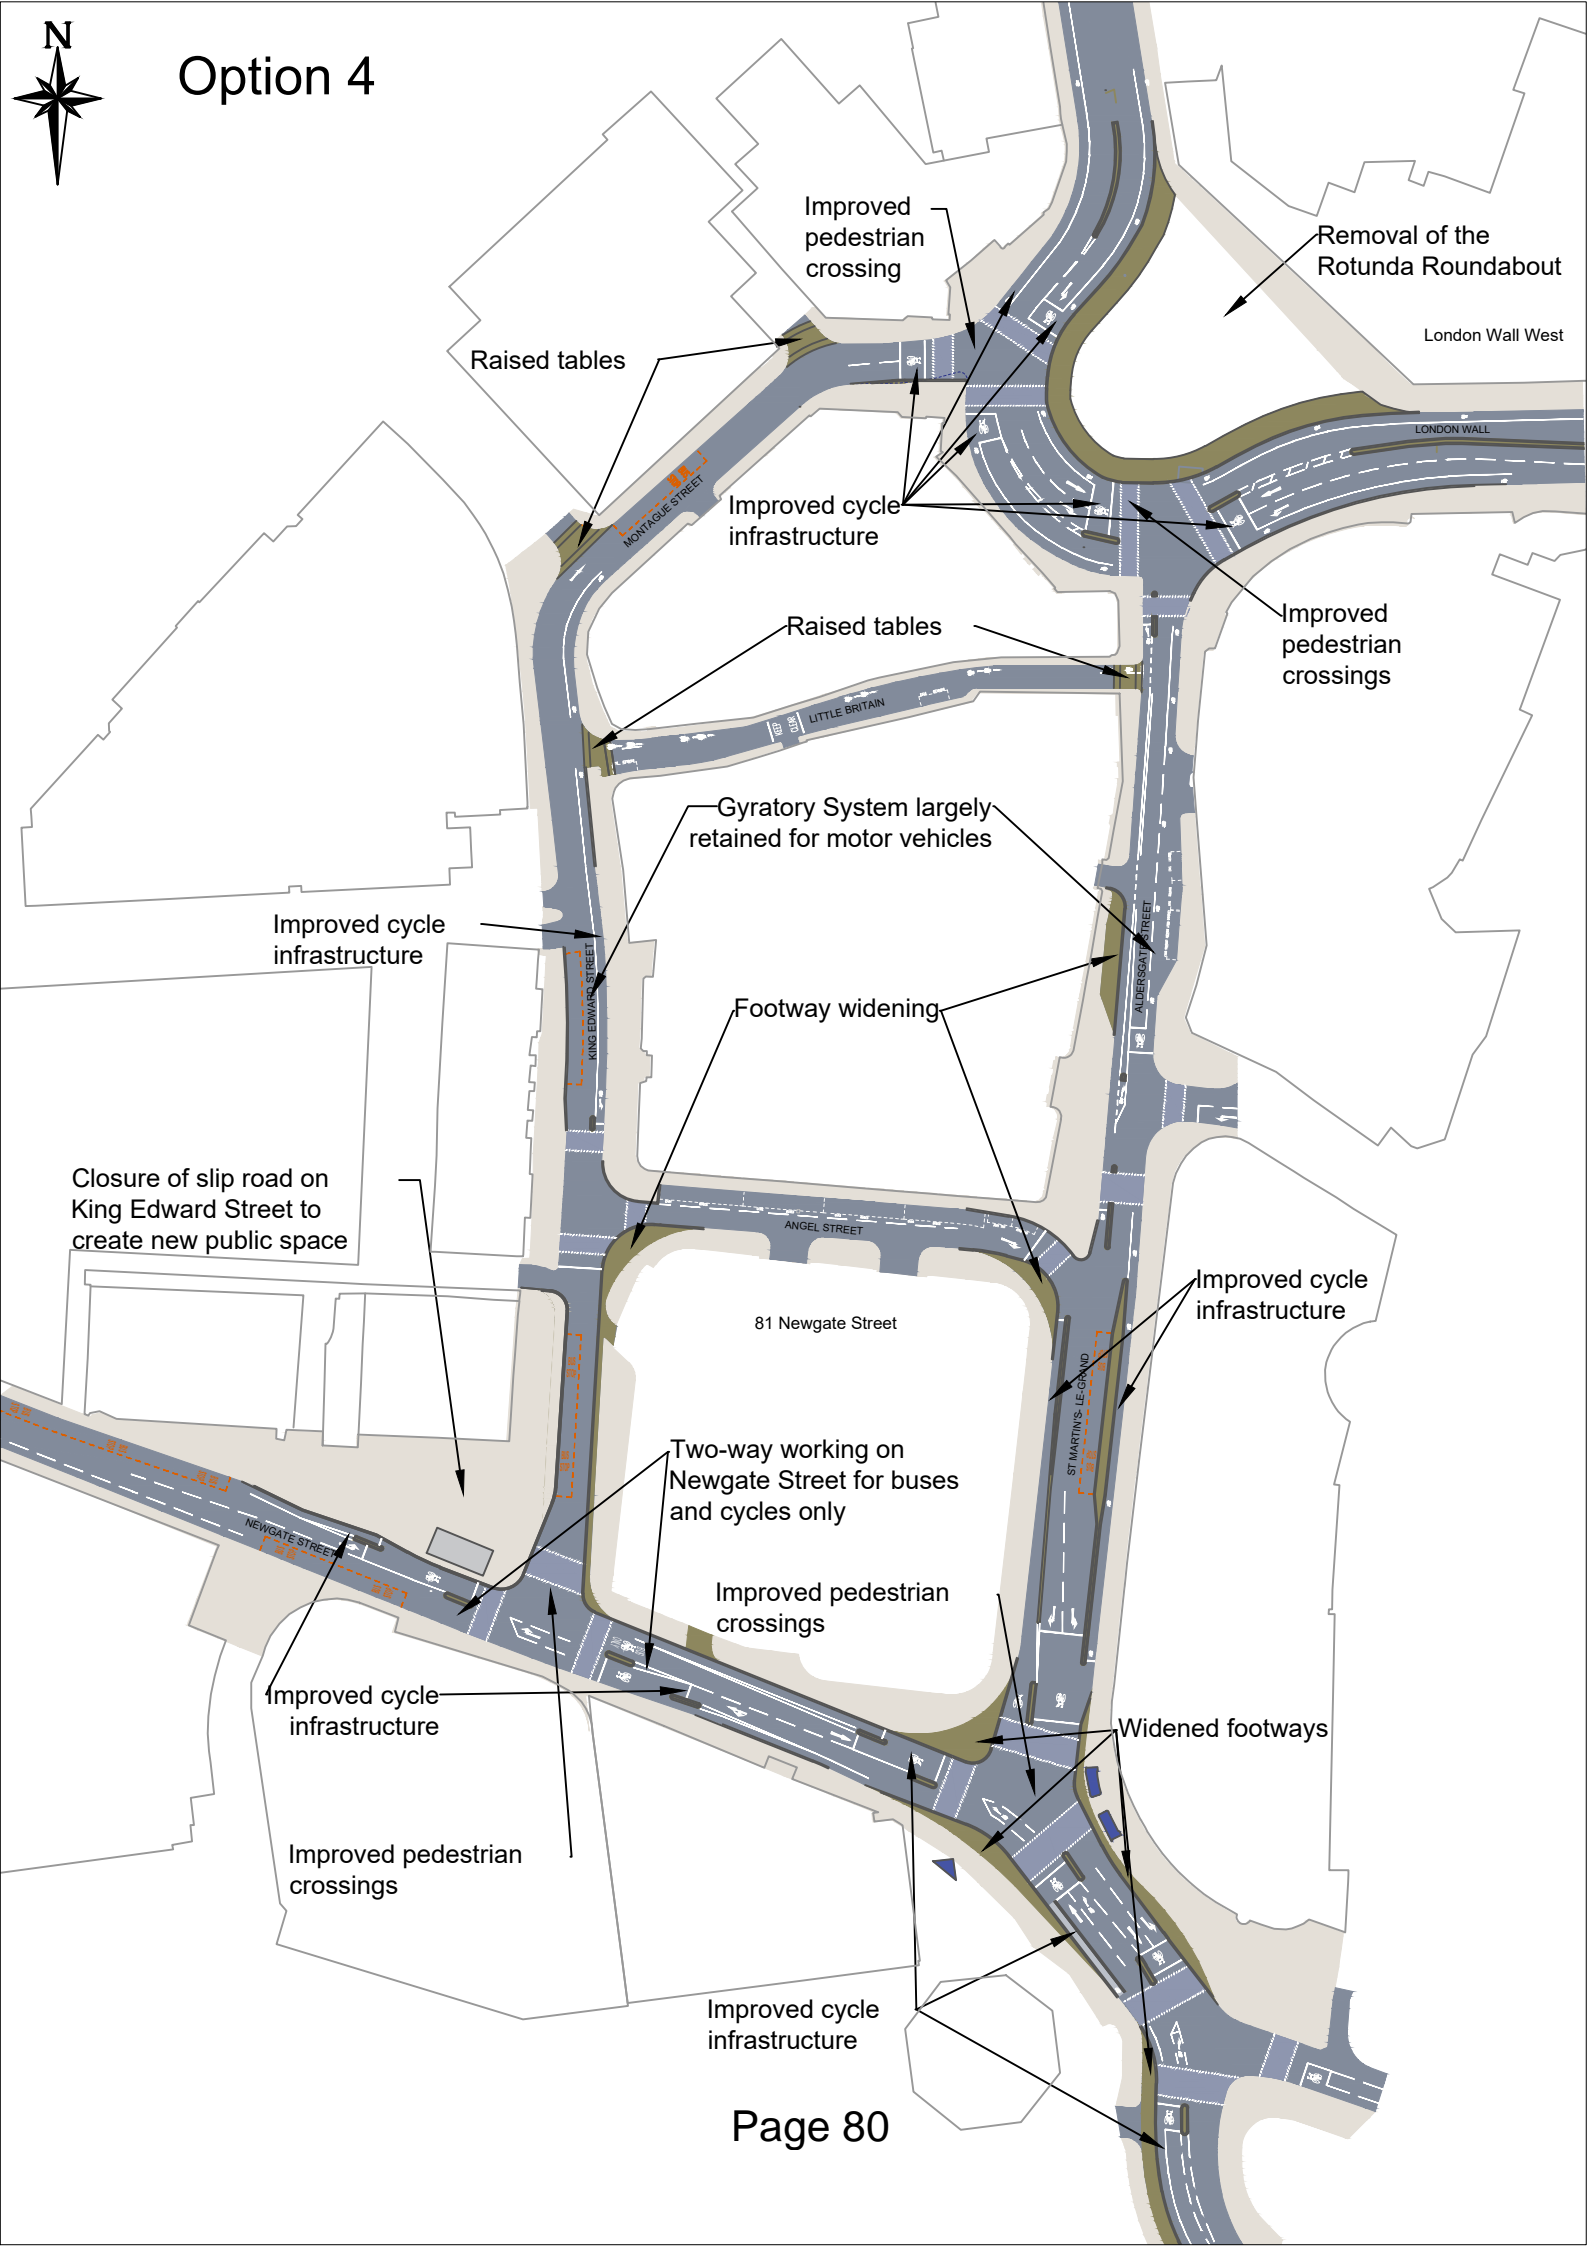 N
Option 4
Improved
pedestrian
crossing
Removal of the
Rotunda Roundabout
London Wall West
Raised tables
LONDON WALL
MONTAGUE STREET
Improved cycle
infrastructure
Improved
pedestrian
crossings
Raised tables
LITTLE BRITAIN
KEEP
CLEAR
Gyratory System largely
retained for motor vehicles
Improved cycle
infrastructure
KING EDWARD STREET
ALDERSGATE STREET
Footway widening
Closure of slip road on
King Edward Street to
create new public space
ANGEL STREET
81 Newgate Street
Improved cycle
infrastructure
ST MARTIN'S- LE-GRAND
Two-way working on
Newgate Street for buses
and cycles only
NEWGATE STREET
Improved pedestrian
crossings
Improved cycle
infrastructure
Widened footways
Improved pedestrian
crossings
Improved cycle
infrastructure
Page 80